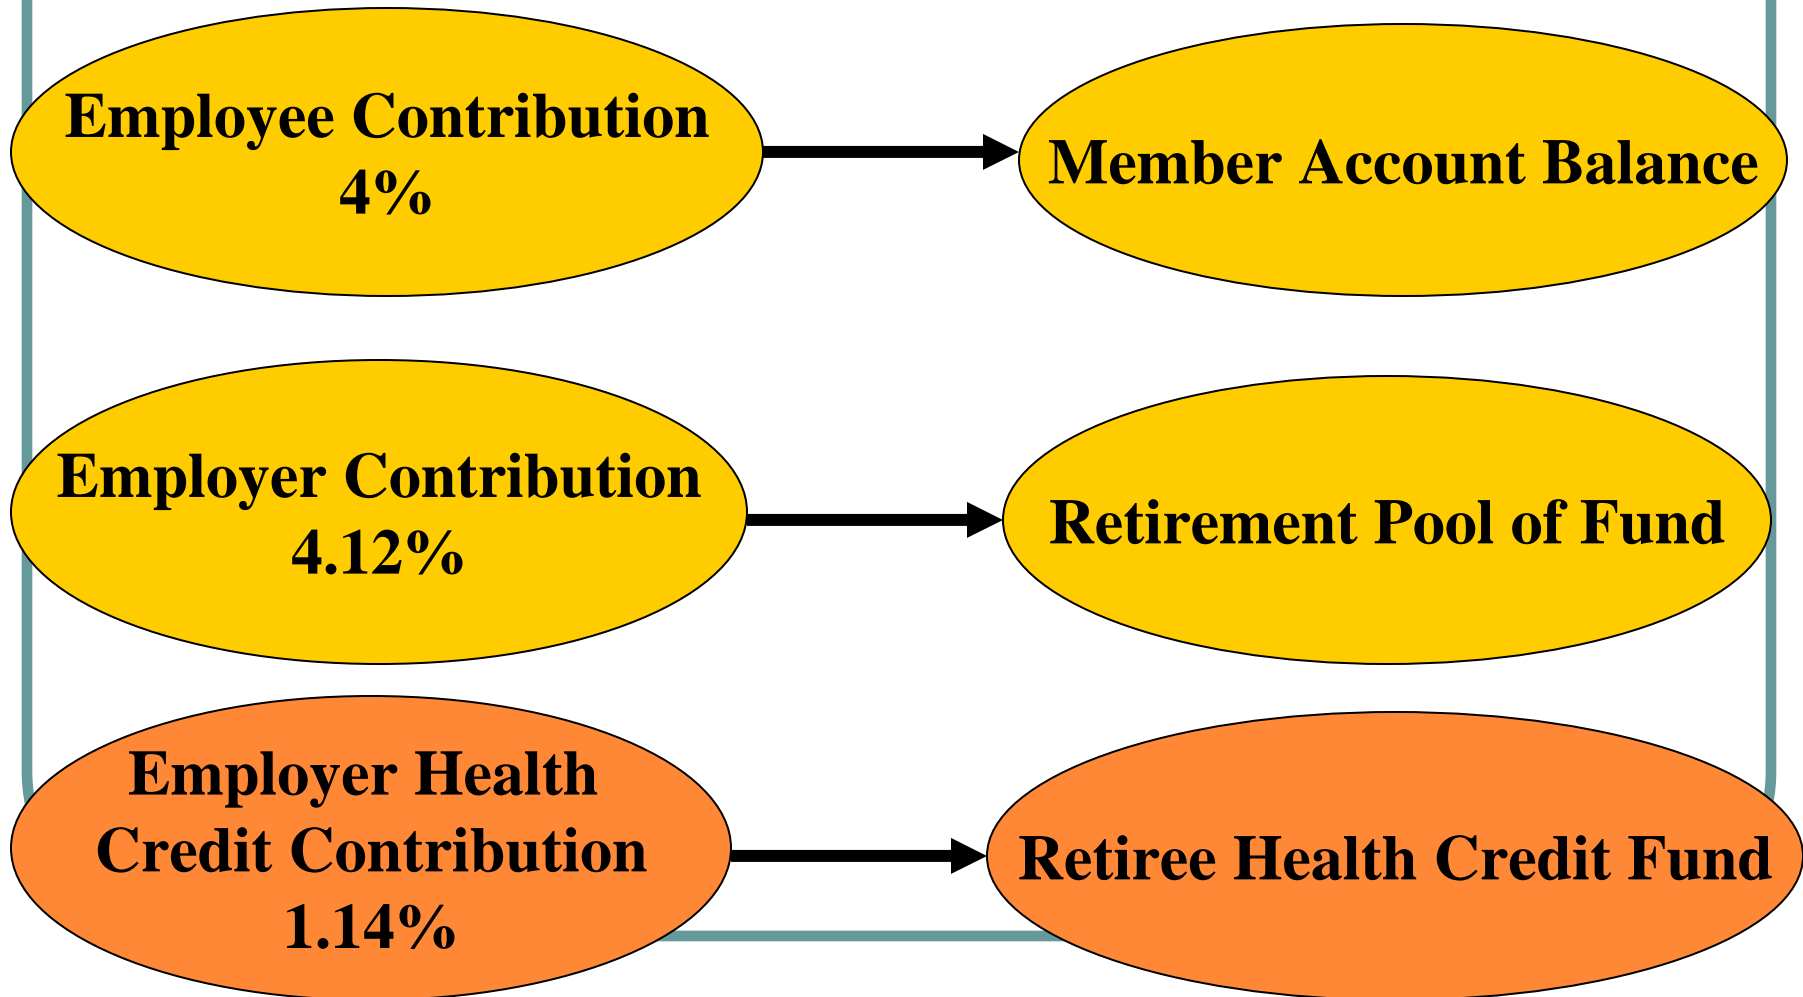 Employee Contribution
4%
Member Account Balance
Employer Contribution
4.12%
Retirement Pool of Fund
Employer Health
Credit Contribution
1.14%
Retiree Health Credit Fund